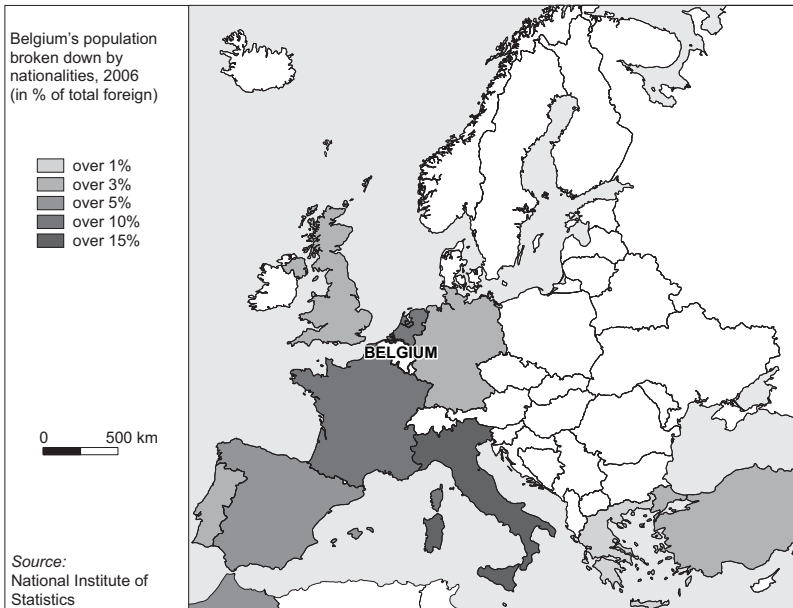 Belgium's population
broken down by
nationalities, 2006
(in % of total foreign)
over 1%
over 3%
over 5%
over 10%
over 15%
BELGIUM
0 500 km
Source:
National Institute of
Statistics